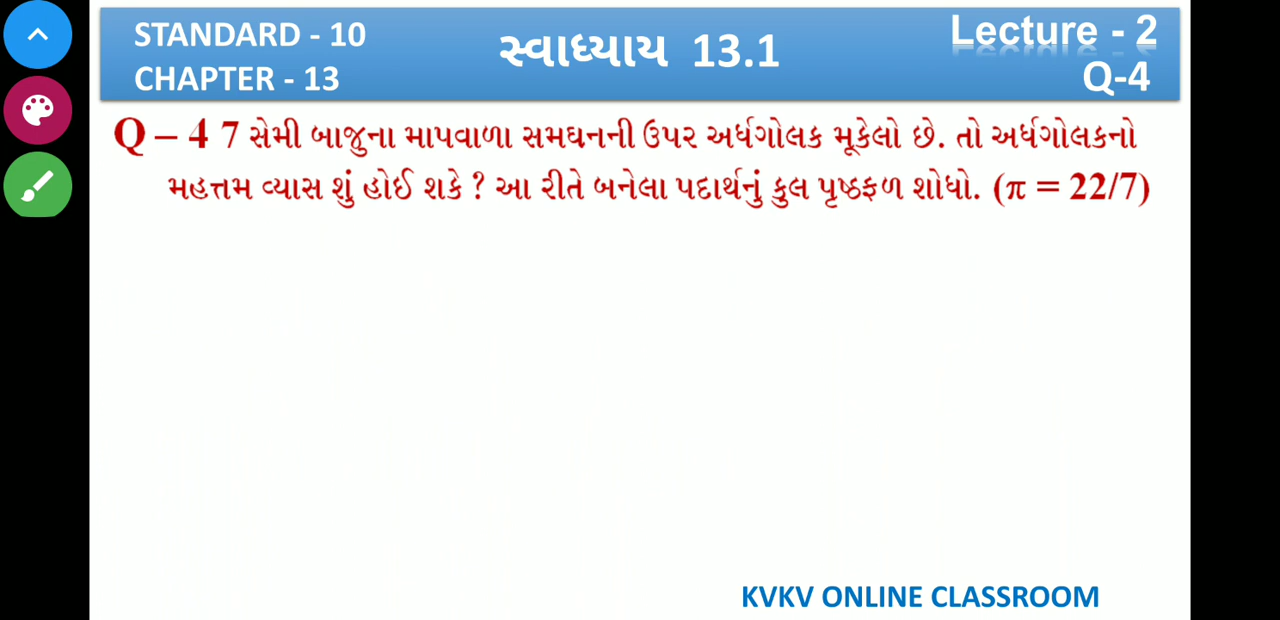 STANDARD - 10
CHAPTER - 13
સ્વાધ્યાય 13.1
Lecture - 2
Q-4
Q – 4 7 સેમી બાજુના માપવાળા સમઘનની ઉપર અર્ધગોલક મૂકેલો છે. તો અર્ધગોલકનો
મહત્તમ વ્યાસ શું હોઈ શકે ? આ રીતે બનેલા પદાર્થનું કુલ પૃષ્ઠફળ શોધો. (π = 22/7)
KVKV ONLINE CLASSROOM